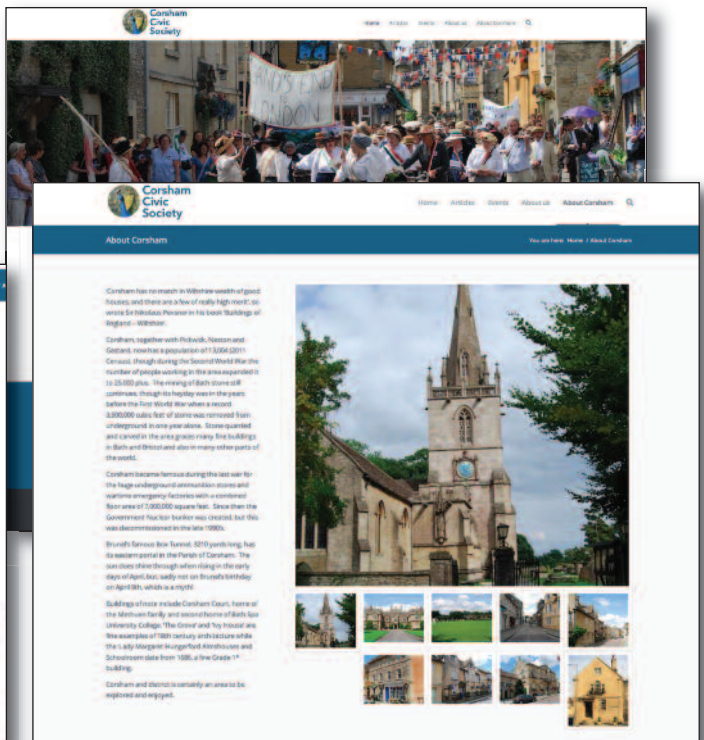 Corsham
Civic
Society
Home Articles Events About us About Corsham
LANDS END
LONDON
Corsham
Civic
Society
Home Articles Events About us About Corsham
About Corsham
You are here: Home / About Corsham
'Corsham has no match in Wiltshire wealth of good
houses, and there are a few of really high merit': so
wrote Sir Nikolaus Pevsner in his book 'Buildings of
England – Wiltshire'.
Corsham, together with Pickwick, Neston and
Gastard, now has a population of 13,004 (2011
Census), though during the Second World War the
number of people working in the area expanded it
to 25,000 plus. The mining of Bath stone still
continues, though its heyday was in the years
before the First World War when a record
3,000,000 cubic feet of stone was removed from
underground in one year alone. Stone quarried
and carved in the area graces many fine buildings
in Bath and Bristol and also in many other parts of
the world.
Corsham became famous during the last war for
the huge underground ammunition stores and
wartime emergency factories with a combined
floor area of 7,000,000 square feet. Since then the
Government Nuclear bunker was created, but this
was decommissioned in the late 1980's.
Brunel's famous Box Tunnel, 3210 yards long, has
its eastern portal in the Parish of Corsham. The
sun does shine through when rising in the early
days of April, but, sadly not on Brunel's birthday
on April 9th, which is a myth!
Buildings of note include Corsham Court, home of
the Methuen family and second home of Bath Spa
University College; 'The Grove' and 'Ivy House' are
fine examples of 18th century architecture while
the Lady Margaret Hungerford Almshouses and
Schoolroom date from 1668, a fine Grade 1*
building.
Corsham and district is certainly an area to be
explored and enjoyed.